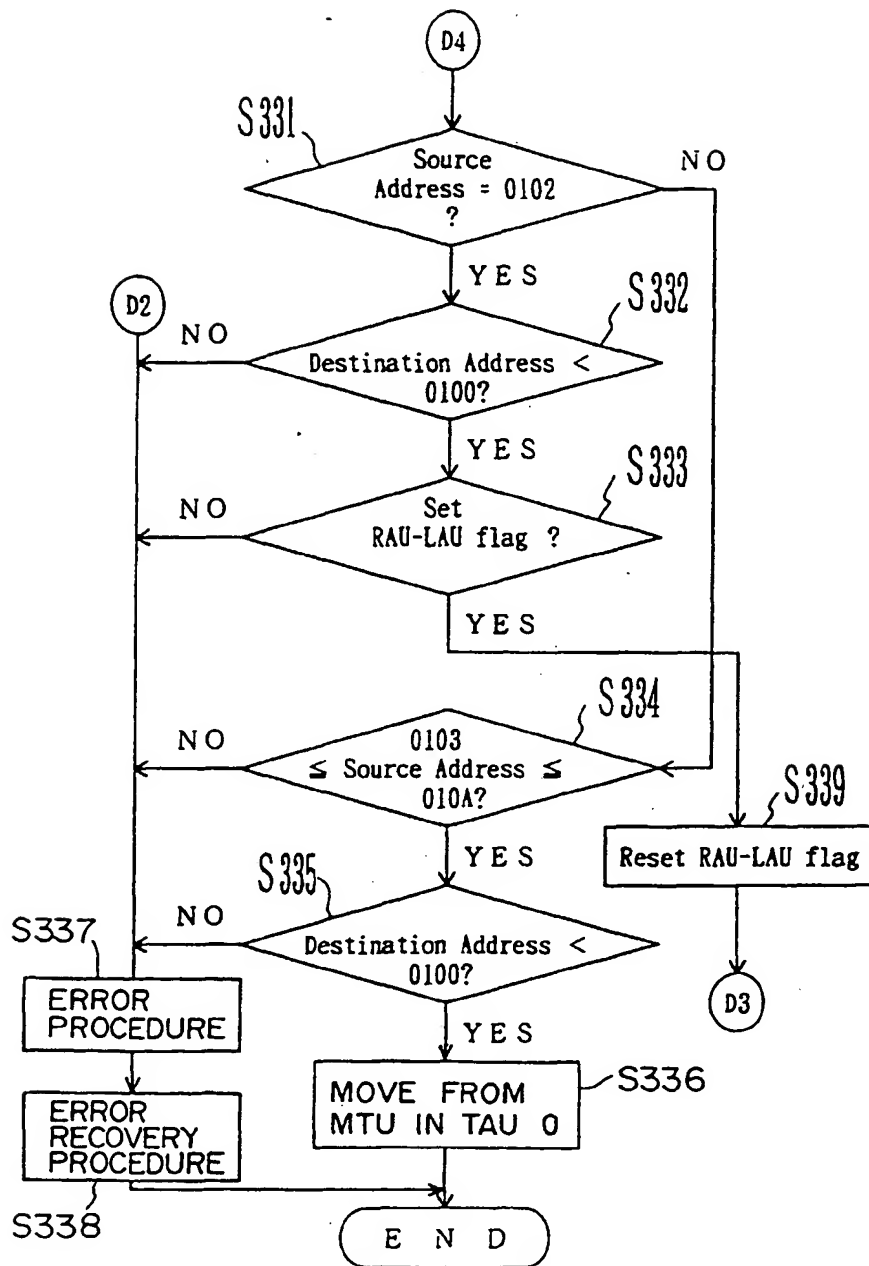 D4
S331
Source
Address = 0102
?
NO
YES
D2
S332
NO
Destination Address <
0100?
YES
S333
NO
Set
RAU-LAU flag ?
YES
S334
NO
0103
≦ Source Address ≦
010A?
S339
YES
Reset RAU-LAU flag
S335
NO
Destination Address <
0100?
S337
ERROR
PROCEDURE
D3
YES
S336
MOVE FROM
MTU IN TAU 0
ERROR
RECOVERY
PROCEDURE
S338
END